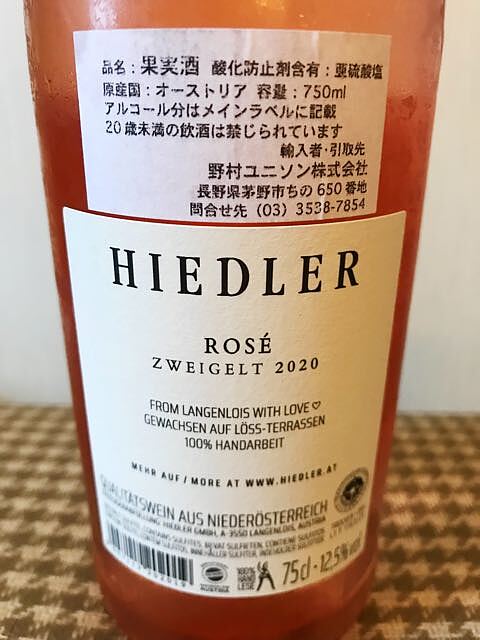 品名：果実酒 酸化防止剤含有：亜硫酸塩
原産国：オーストリア 容量：750ml
アルコール分はメインラベルに記載
20歳未満の飲酒は禁じられています
輸入者・引取先
野村ユニソン株式会社
長野県茅野市ちの650番地
問合せ先（03）3538-7854
HIEDLER
ROSÉ
ZWEIGELT 2020
FROM LANGENLOIS WITH LOVE♡
GEWACHSEN AUF LÖSS-TERRASSEN
100% HANDARBEIT
MEHR AUF / MORE AT WWW.HIEDLER.AT
QUALITÄTSWEIN AUS NIEDERÖSTERREICH
HIEDLER GMBH, A-3550 LANGENLOIS, AUSTRIA
100% HAND LESE
75cl - 12,5%